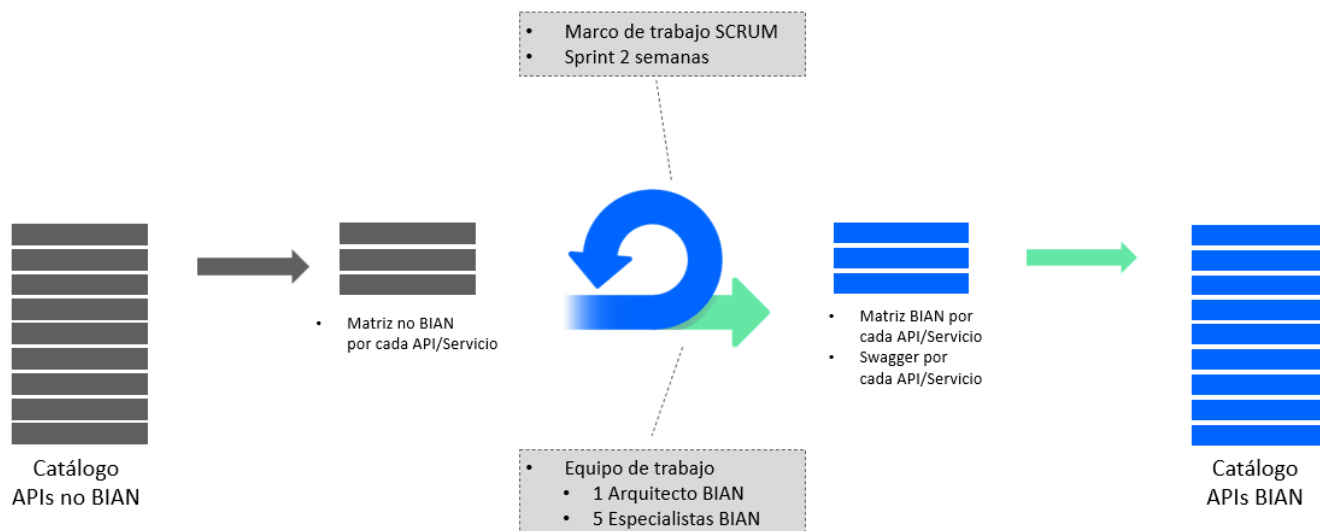 • Marco de trabajo SCRUM
• Sprint 2 semanas
• Matriz no BIAN
por cada API/Servicio
• Matriz BIAN por
cada API/Servicio
• Swagger por
cada API/Servicio
Catálogo
APIs no BIAN
• Equipo de trabajo
• 1 Arquitecto BIAN
• 5 Especialistas BIAN
Catálogo
APIs BIAN